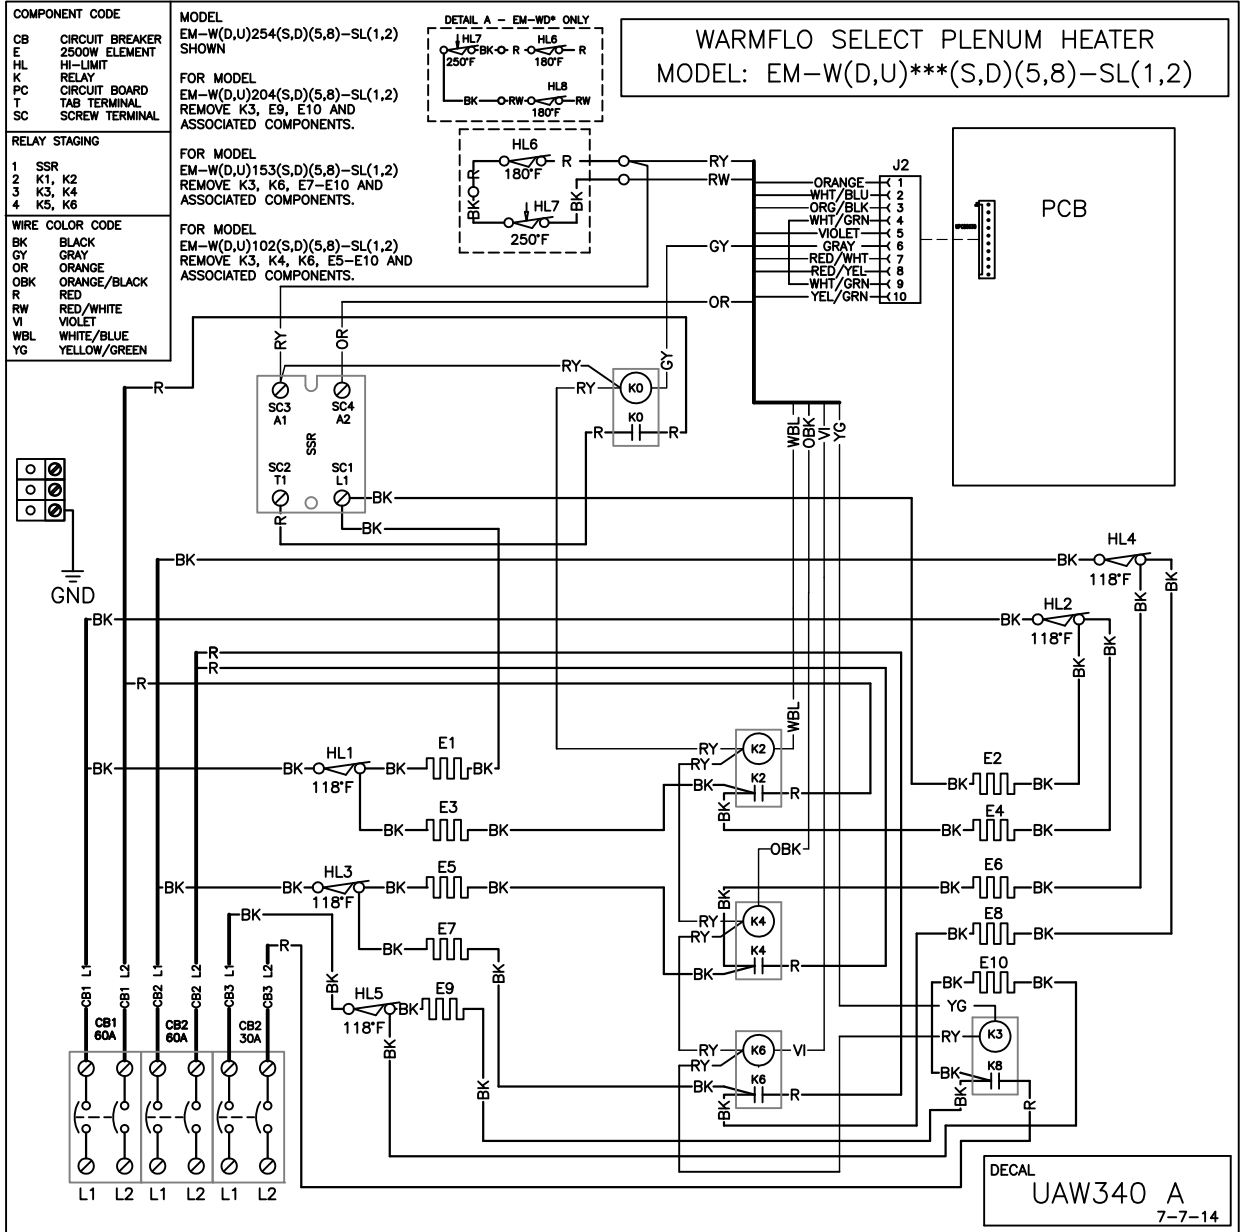 COMPONENT CODE
CB CIRCUIT BREAKER
E 2500W ELEMENT
HL HI-LIMIT
K RELAY
PC CIRCUIT BOARD
T TAB TERMINAL
SC SCREW TERMINAL
RELAY STAGING
1 SSR
2 K1, K2
3 K3, K4
4 K5, K6
WIRE COLOR CODE
BK BLACK
GY GRAY
OR ORANGE
OBK ORANGE/BLACK
R RED
RW RED/WHITE
VI VIOLET
WBL WHITE/BLUE
YG YELLOW/GREEN
MODEL
EM-W(D,U)254(S,D)(5,8)-SL(1,2)
SHOWN
FOR MODEL
EM-W(D,U)204(S,D)(5,8)-SL(1,2)
REMOVE K3, E9, E10 AND
ASSOCIATED COMPONENTS.
FOR MODEL
EM-W(D,U)153(S,D)(5,8)-SL(1,2)
REMOVE K3, K6, E7-E10 AND
ASSOCIATED COMPONENTS.
FOR MODEL
EM-W(D,U)102(S,D)(5,8)-SL(1,2)
REMOVE K3, K4, K6, E5-E10 AND
ASSOCIATED COMPONENTS.
DETAIL A - EM-WD* ONLY
HL7 HL6
BK R R
250°F 180°F
HL8
BK RW RW
180°F
WARMFLO SELECT PLENUM HEATER
MODEL: EM-W(D,U)***(S,D)(5,8)-SL(1,2)
HL6
R R
180°F
BK HL7 BK
250°F
RY
RW
GY
OR
J2
ORANGE 1
WHT/BLU 2
ORG/BLK 3
WHT/GRN 4
VIOLET 5
GRAY 6
RED/WHT 7
RED/YEL 8
WHT/GRN 9
YEL/GRN 10
PCB
RY OR
R
RY GY
RY K0
K0
R R
SC3 SC4
A1 A2
SSR
SC2 SC1
T1 L1
BK
R BK
WBL OBK VI YG
GND
BK BK HL4
118°F BK
BK
BK BK HL2
118°F BK
BK
R
R
R
WBL
BK BK HL1 BK E1 BK
118°F
RY K2
RY
BK K2 R
BK
BK E2 BK
BK E3 BK
BK E4 BK
OBK
BK BK HL3 BK E5 BK
118°F
BK BK E6 BK
RY K4
RY
BK K4 R
BK E7 BK
BK E8 BK
BK
R
BK E10 BK
BK HL5 BK E9
118°F
BK BK
YG
RY K3
BK K8
BK R
RY K6 VI
RY
BK K6 R
BK
CB1 L1 CB1 L2 CB2 L1 CB2 L2 CB3 L1 CB3 L2
CB1 CB2 CB2
60A 60A 30A
L1 L2 L1 L2 L1 L2
DECAL
UAW340 A
7-7-14